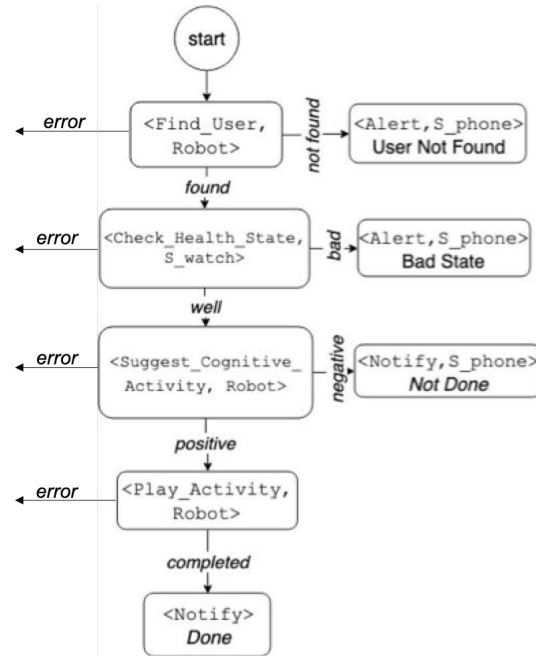 start
error
<Find_User,
Robot>
not found
<Alert,S_phone>
User Not Found
found
error
<Check_Health_State,
S_watch>
bad
<Alert,S_phone>
Bad State
well
error
<Suggest_Cognitive_
Activity, Robot>
negative
<Notify,S_phone>
Not Done
positive
error
<Play_Activity,
Robot>
completed
<Notify>
Done